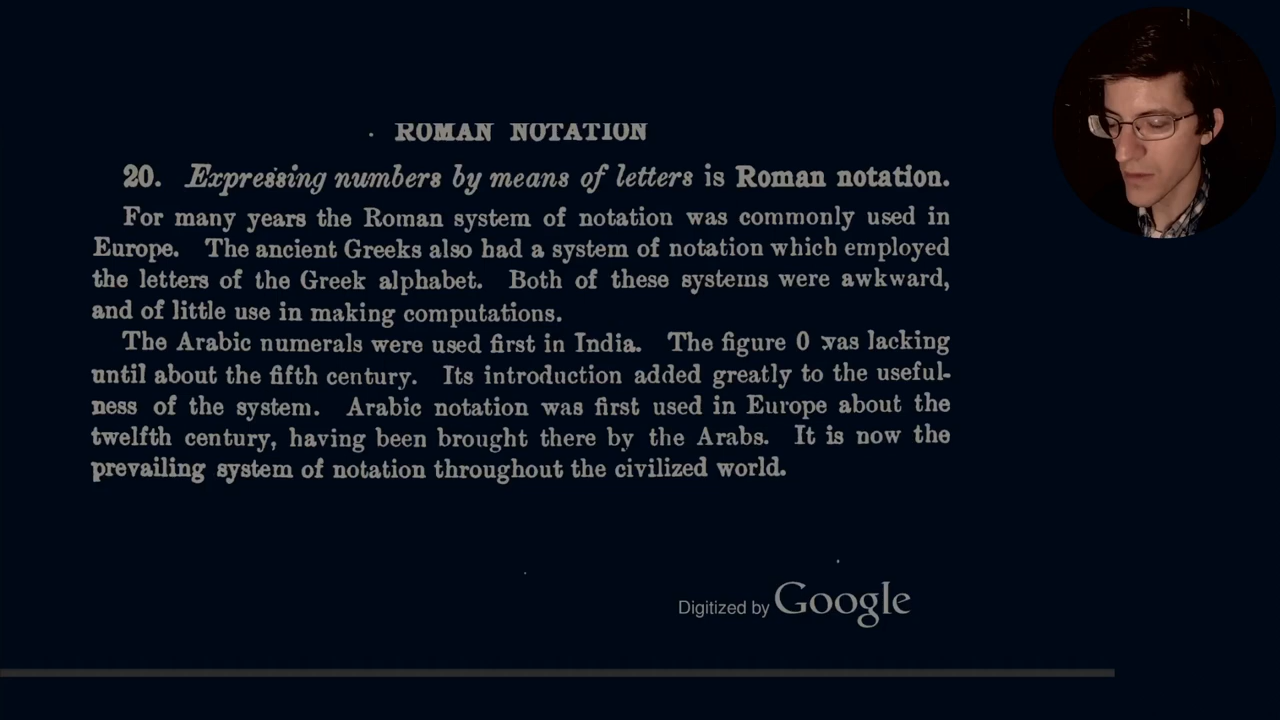 ROMAN NOTATION
20. Expressing numbers by means of letters is Roman notation.
For many years the Roman system of notation was commonly used in
Europe. The ancient Greeks also had a system of notation which employed
the letters of the Greek alphabet. Both of these systems were awkward,
and of little use in making computations.
The Arabic numerals were used first in India. The figure 0 was lacking
until about the fifth century. Its introduction added greatly to the useful-
ness of the system. Arabic notation was first used in Europe about the
twelfth century, having been brought there by the Arabs. It is now the
prevailing system of notation throughout the civilized world.
Digitized by Google